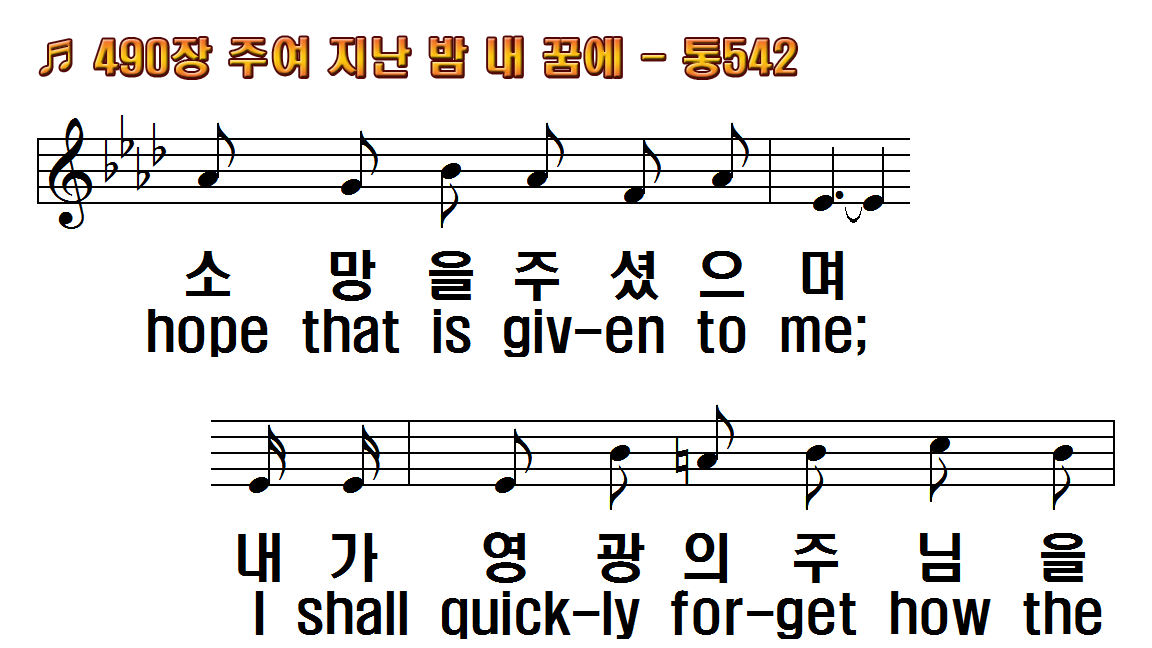 ♬ 490장 주여 지난 밤 내 꿈에 - 통542
소 망 을 주 셨 으 며
hope that is giv-en to me;
내 가 영 광 의 주 님 을
I shall quick-ly for-get how the